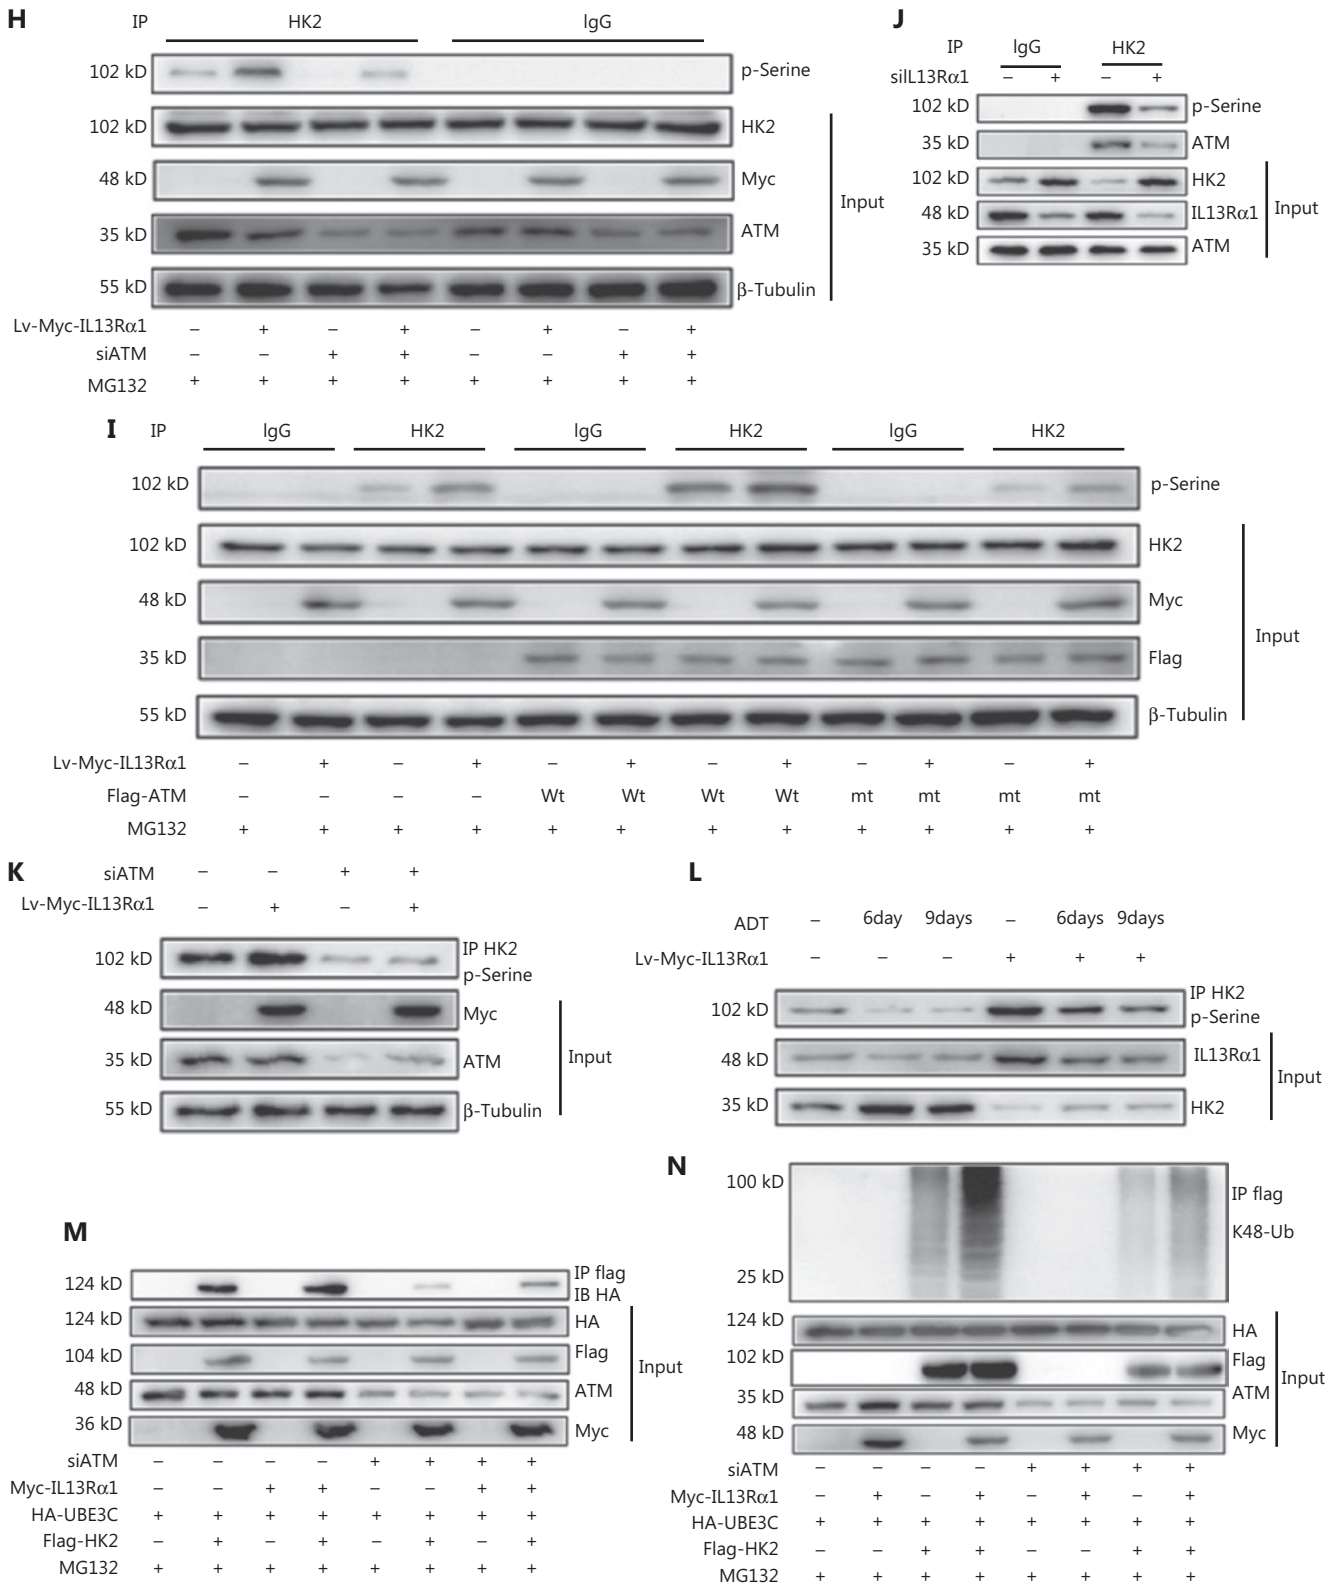 H
IP HK2 IgG
102 kD p-Serine
102 kD HK2
48 kD Myc
35 kD ATM
55 kD β-Tubulin
Input
Lv-Myc-IL13Rα1 – + – + – + – +
siATM – – + + – – + +
MG132 + + + + + + + +
J
IP IgG HK2
silL13Rα1 – + – +
102 kD p-Serine
35 kD ATM
102 kD HK2
48 kD IL13Rα1
35 kD ATM
Input
I IP IgG HK2 IgG HK2 IgG HK2
102 kD p-Serine
102 kD HK2
48 kD Myc
35 kD Flag
55 kD β-Tubulin
Input
Lv-Myc-IL13Rα1 – + – + – + – + – + – +
Flag-ATM – – – – Wt Wt Wt Wt mt mt mt mt
MG132 + + + + + + + + + + + +
K
siATM – – + +
Lv-Myc-IL13Rα1 – + – +
102 kD IP HK2
p-Serine
48 kD Myc
35 kD ATM
55 kD β-Tubulin
Input
L
ADT – 6day 9days – 6days 9days
Lv-Myc-IL13Rα1 – – – + + +
102 kD IP HK2
p-Serine
48 kD IL13Rα1
35 kD HK2
Input
M
124 kD IP flag
IB HA
124 kD HA
104 kD Flag
48 kD ATM
36 kD Myc
Input
siATM – – – – + + + +
Myc-IL13Rα1 – – + + – – + +
HA-UBE3C + + + + + + + +
Flag-HK2 – + – + – + – +
MG132 + + + + + + + +
N
100 kD IP flag
K48-Ub
25 kD
124 kD HA
102 kD Flag
35 kD ATM
48 kD Myc
Input
siATM – – – – + + + +
Myc-IL13Rα1 – + – + – + – +
HA-UBE3C + + + + + + + +
Flag-HK2 – – + + – – + +
MG132 + + + + + + + +